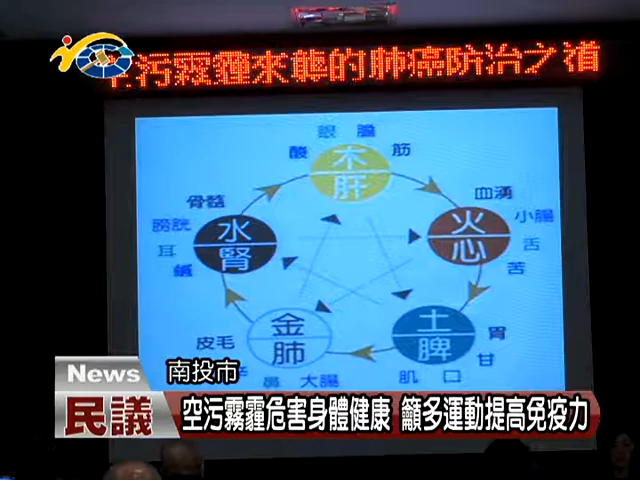 空污霧霾來襲的肺癌防治之道
眼 膽
酸 木 筋
肝
骨髓 血湧
膀胱 水 火 小腸
耳 腎 心 舌
鹹 苦
金 土
皮毛 肺 脾 胃
辛 甘
鼻 大腸 肌 口
News 南投市
民議 空污霧霾危害身體健康 籲多運動提高免疫力